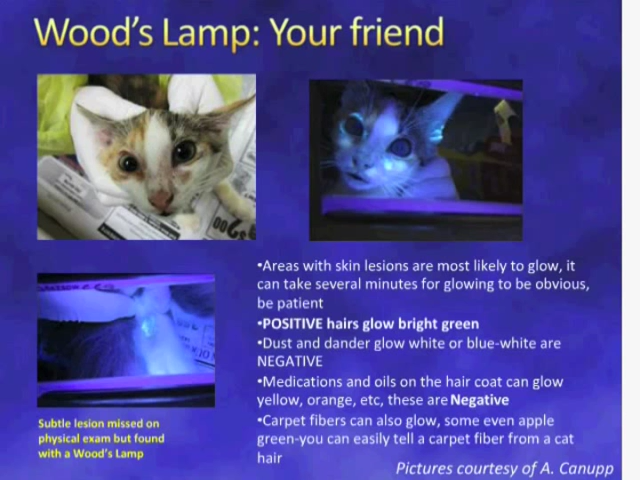 Wood's Lamp: Your friend
•Areas with skin lesions are most likely to glow, it
can take several minutes for glowing to be obvious,
be patient
•POSITIVE hairs glow bright green
•Dust and dander glow white or blue-white are
NEGATIVE
•Medications and oils on the hair coat can glow
yellow, orange, etc, these are Negative
•Carpet fibers can also glow, some even apple
green-you can easily tell a carpet fiber from a cat
hair
Subtle lesion missed on
physical exam but found
with a Wood's Lamp
Pictures courtesy of A. Canupp